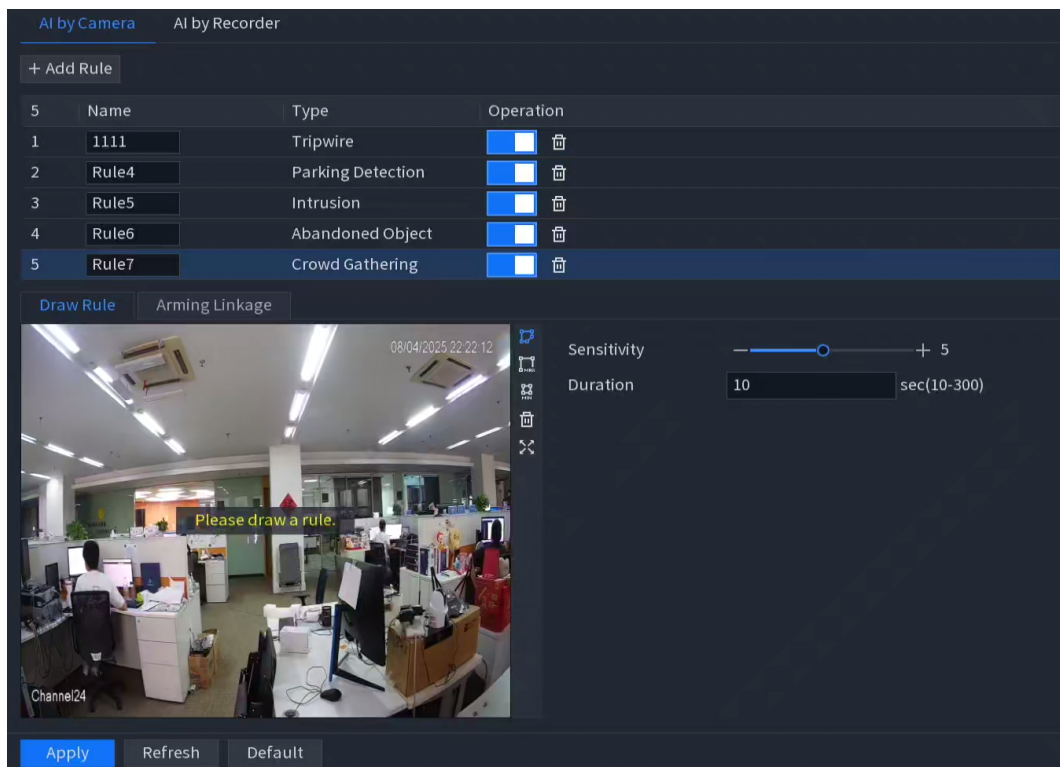 AI by Camera AI by Recorder
+ Add Rule
5 Name Type Operation
1 1111 Tripwire
2 Rule4 Parking Detection
3 Rule5 Intrusion
4 Rule6 Abandoned Object
5 Rule7 Crowd Gathering
Draw Rule Arming Linkage
08/04/2025 22:22:12
Sensitivity 5
Duration 10 sec(10-300)
Please draw a rule.
Channel24
Apply Refresh Default